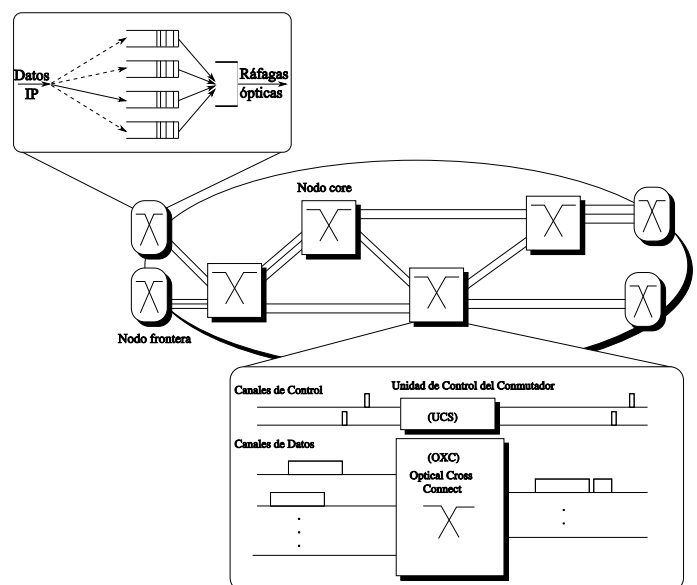 Datos
IP
Ráfagas
ópticas
Nodo core
Nodo frontera
Canales de Control
Unidad de Control del Conmutador
(UCS)
Canales de Datos
(OXC)
Optical Cross
Connect